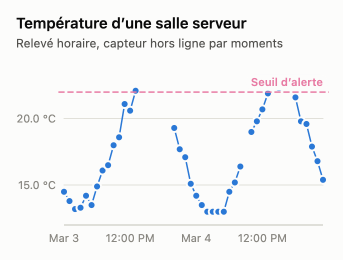 Température d’une salle serveur
Relevé horaire, capteur hors ligne par moments
Seuil d’alerte
20.0 °C
15.0 °C
Mar 3 12:00 PM Mar 4 12:00 PM